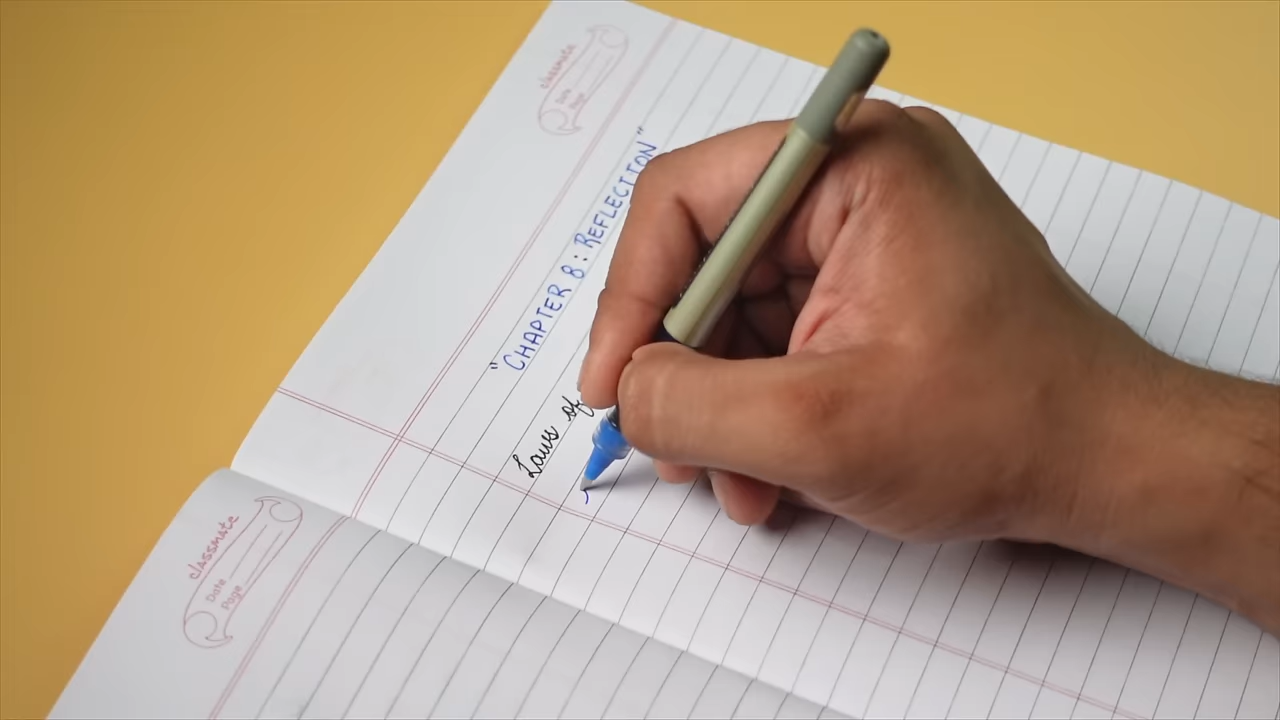 classmate
Date
Page
"CHAPTER 8: REFLECTION"
Laws of
classmate
Date
Page